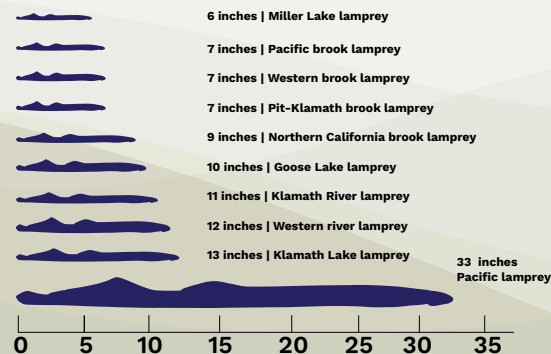 6 inches | Miller Lake lamprey
7 inches | Pacific brook lamprey
7 inches | Western brook lamprey
7 inches | Pit-Klamath brook lamprey
9 inches | Northern California brook lamprey
10 inches | Goose Lake lamprey
11 inches | Klamath River lamprey
12 inches | Western river lamprey
13 inches | Klamath Lake lamprey
33 inches
Pacific lamprey
0 5 10 15 20 25 30 35